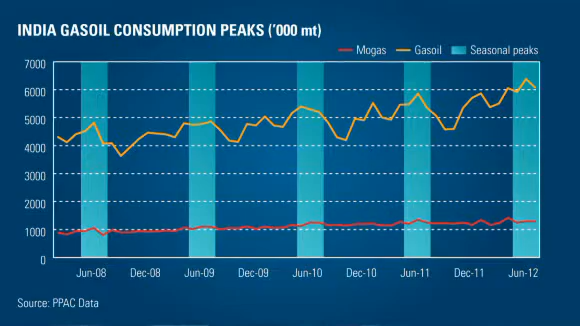 INDIA GASOIL CONSUMPTION PEAKS ('000 mt)
Mogas Gasoil Seasonal peaks
7000
6000
5000
4000
3000
2000
1000
0
Jun-08 Dec-08 Jun-09 Dec-09 Jun-10 Dec-10 Jun-11 Dec-11 Jun-12
Source: PPAC Data